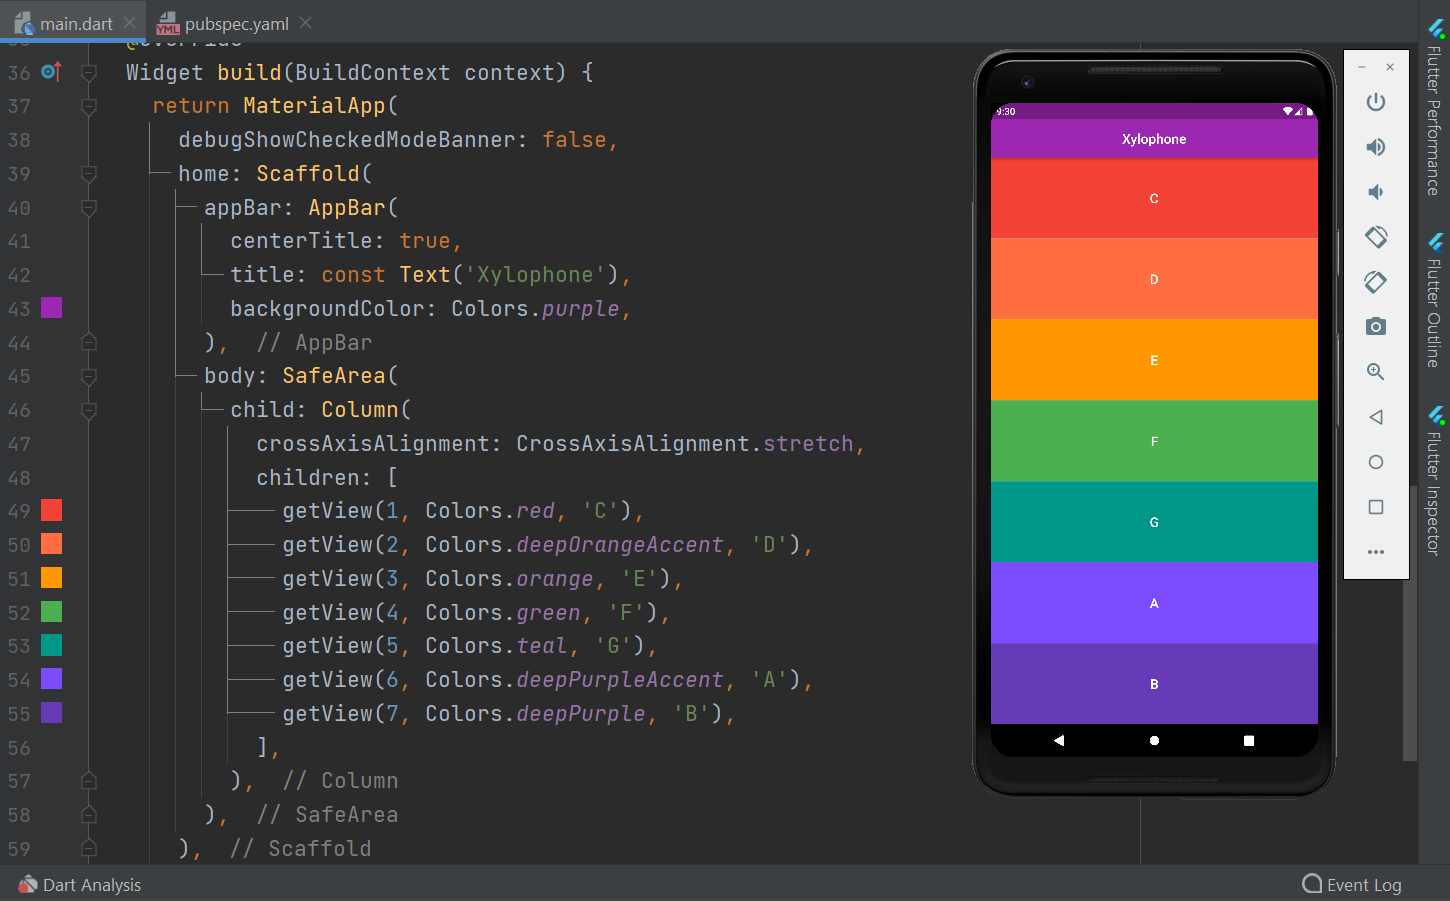 main.dart
pubspec.yaml
@override
36 Widget build(BuildContext context) {
37 return MaterialApp(
38 debugShowCheckedModeBanner: false,
39 home: Scaffold(
40 appBar: AppBar(
41 centerTitle: true,
42 title: const Text('Xylophone'),
43 backgroundColor: Colors.purple,
44 ), // AppBar
45 body: SafeArea(
46 child: Column(
47 crossAxisAlignment: CrossAxisAlignment.stretch,
48 children: [
49 getView(1, Colors.red, 'C'),
50 getView(2, Colors.deepOrangeAccent, 'D'),
51 getView(3, Colors.orange, 'E'),
52 getView(4, Colors.green, 'F'),
53 getView(5, Colors.teal, 'G'),
54 getView(6, Colors.deepPurpleAccent, 'A'),
55 getView(7, Colors.deepPurple, 'B'),
56 ],
57 ), // Column
58 ), // SafeArea
59 ), // Scaffold
9:30
Xylophone
C
D
E
F
G
A
B
Flutter Performance
Flutter Outline
Flutter Inspector
Dart Analysis
Event Log